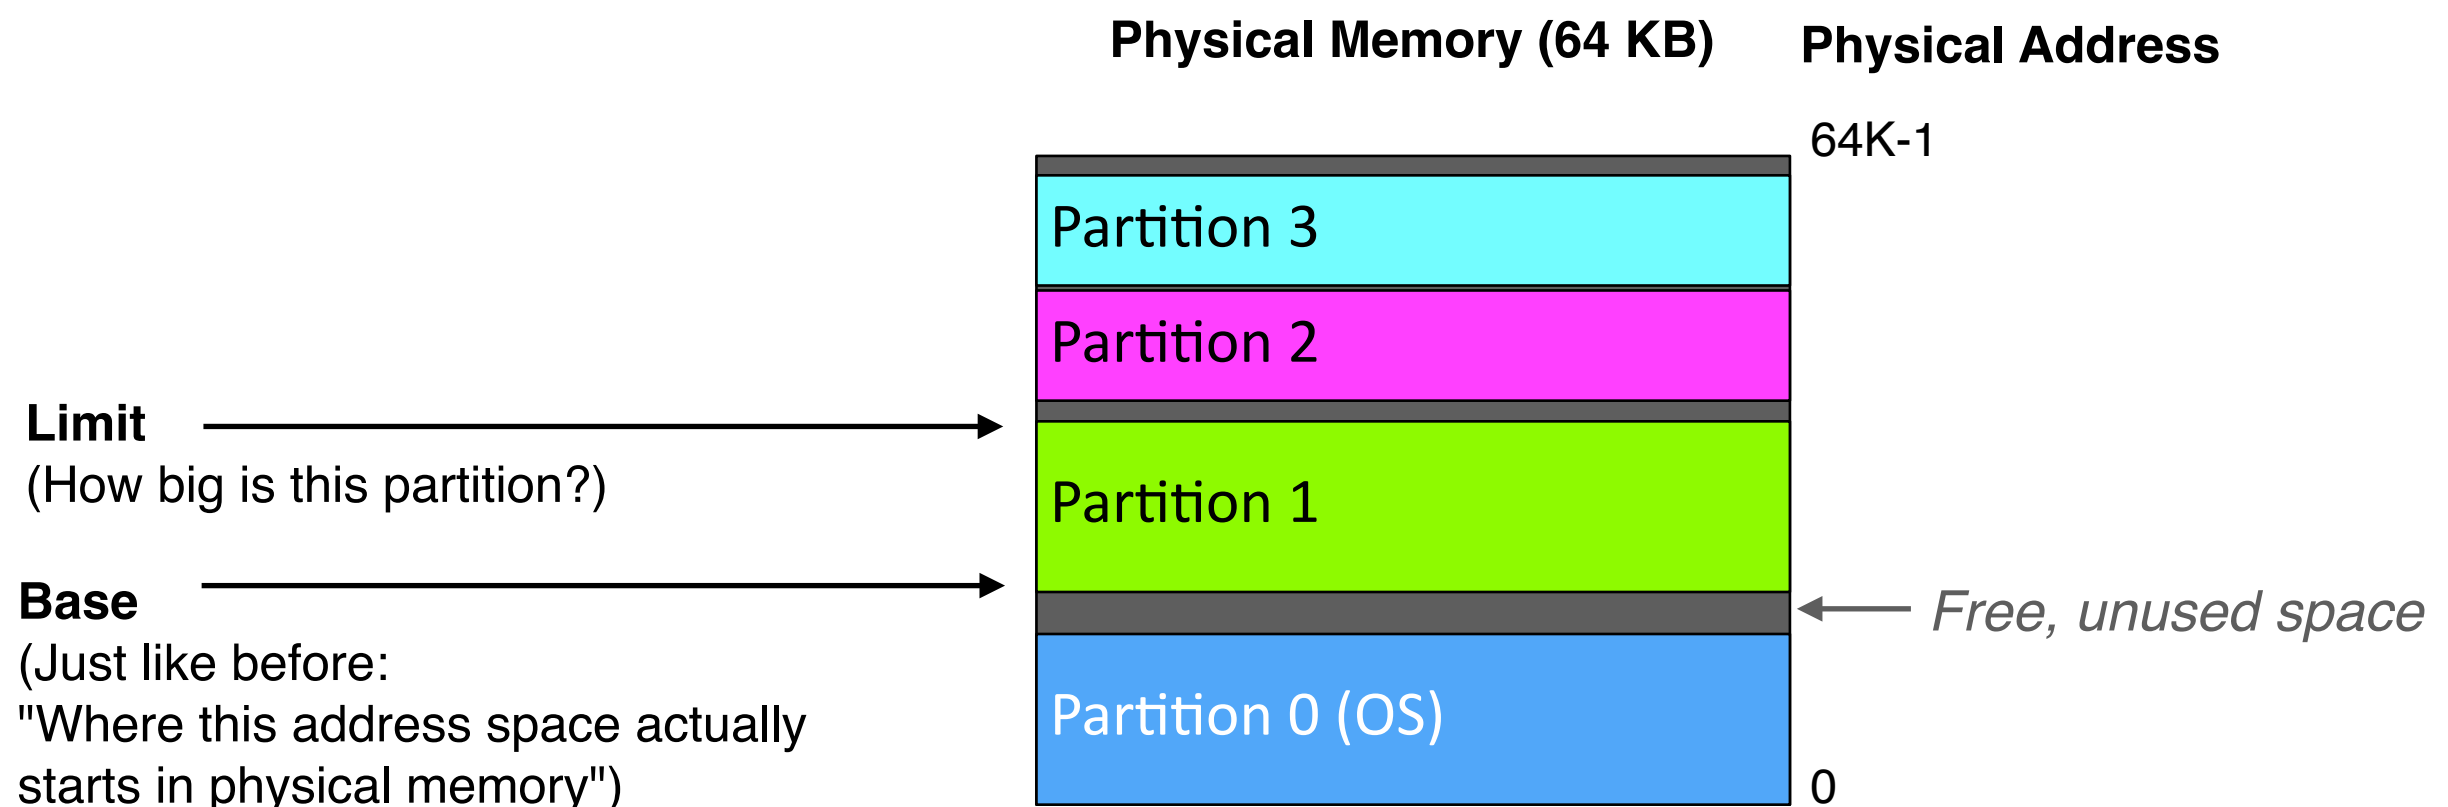 Physical Memory (64 KB)
Physical Address
64K-1
Partition 3
Partition 2
Limit
(How big is this partition?)
Partition 1
Base
(Just like before:
"Where this address space actually
starts in physical memory")
Free, unused space
Partition 0 (OS)
0